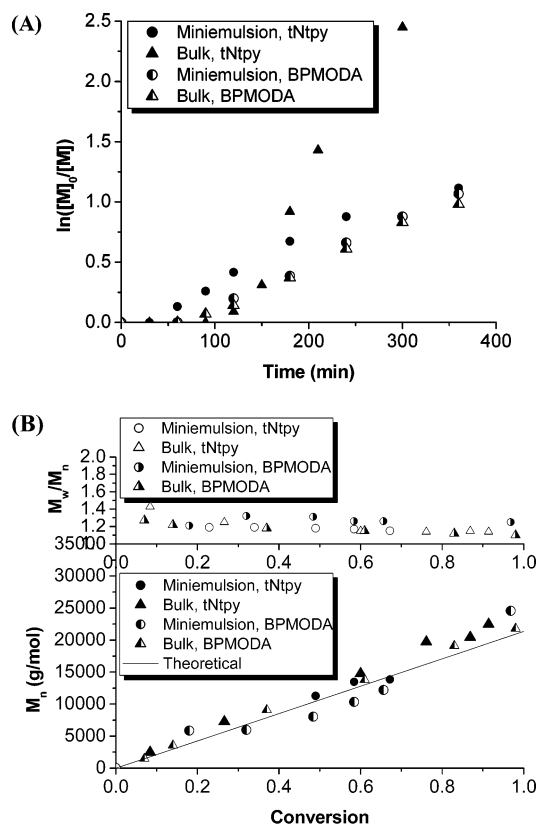 (A)
2.5
2.0
1.5
1.0
0.5
0.0
ln([M]0/[M])
Miniemulsion, tNtpy
Bulk, tNtpy
Miniemulsion, BPMODA
Bulk, BPMODA
0 100 200 300 400
Time (min)
(B)
Miniemulsion, tNtpy
Bulk, tNtpy
Miniemulsion, BPMODA
Bulk, BPMODA
2.0
1.8
1.6
1.4
1.2
1.0
Mw/Mn
0.2 0.4 0.6 0.8 1.0
35000
30000
25000
20000
15000
10000
5000
0
Mn (g/mol)
Miniemulsion, tNtpy
Bulk, tNtpy
Miniemulsion, BPMODA
Bulk, BPMODA
Theoretical
0.0 0.2 0.4 0.6 0.8 1.0
Conversion